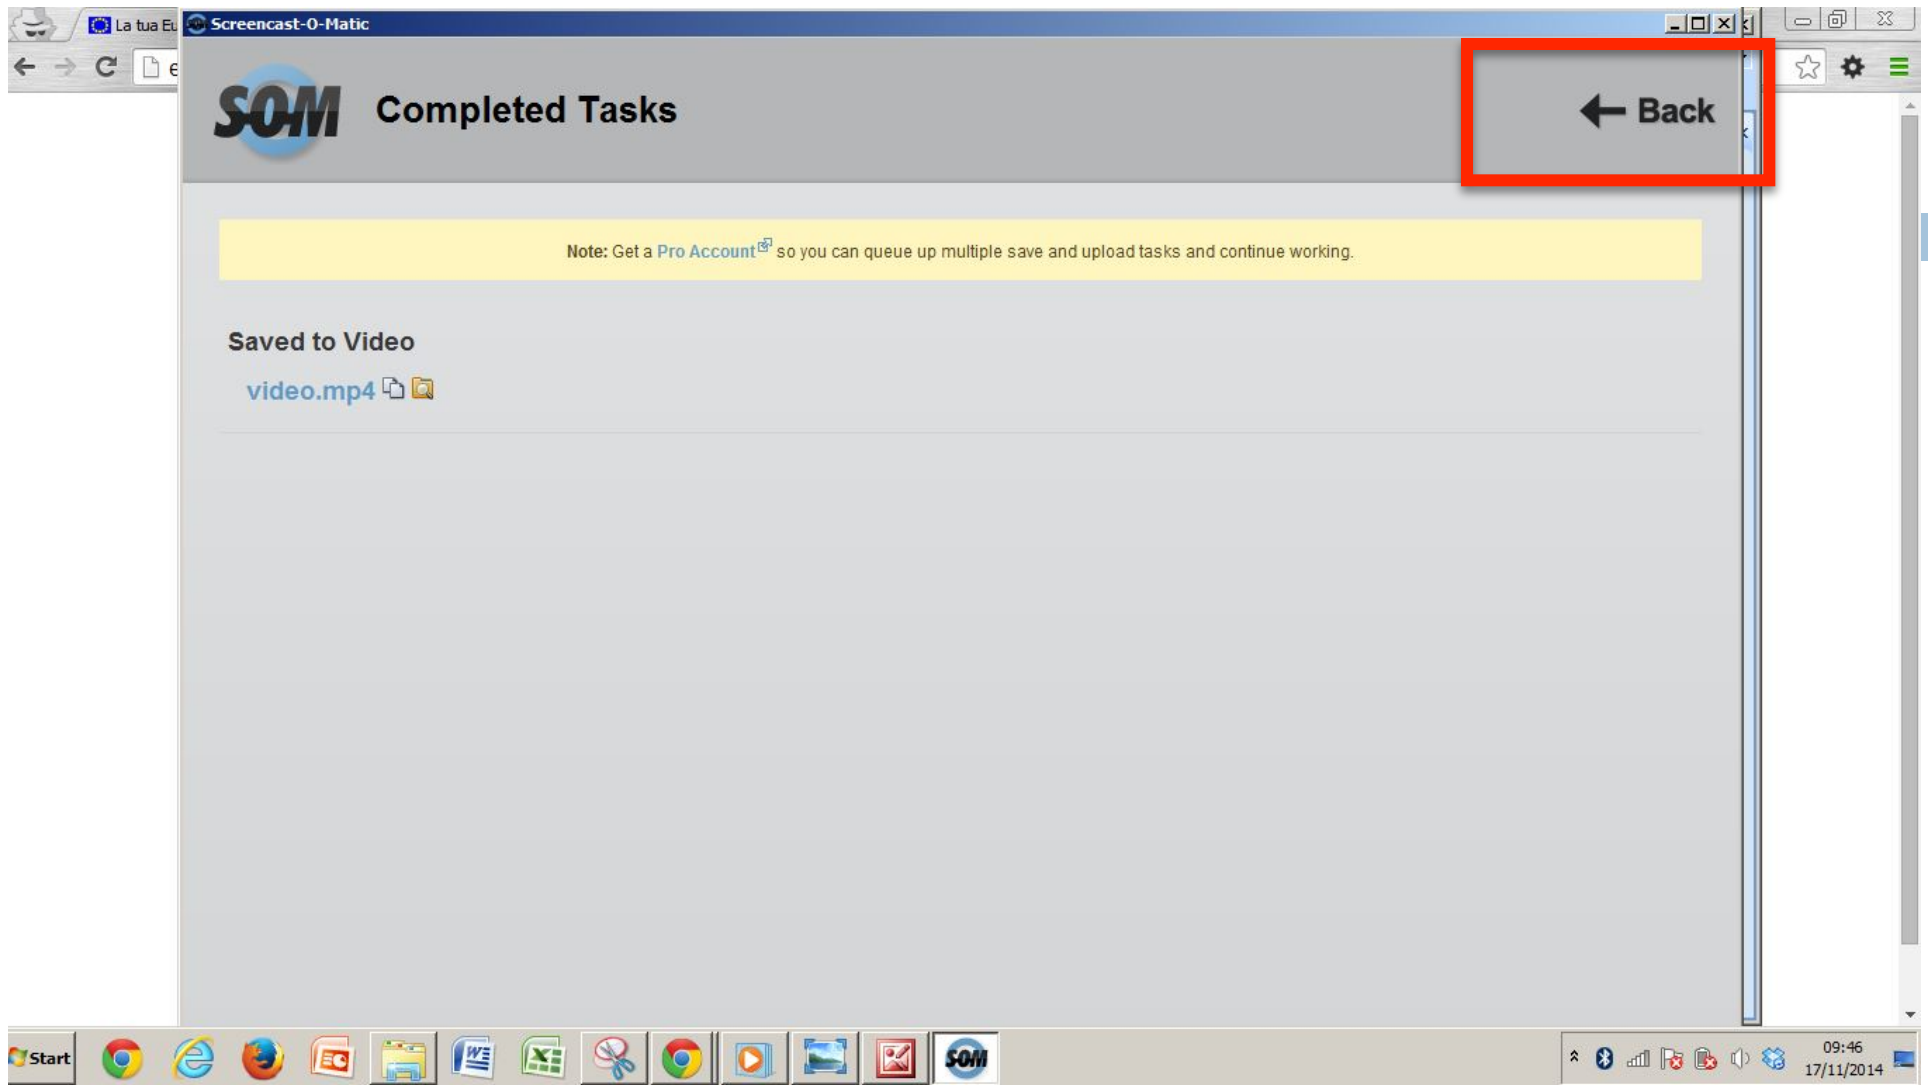 La tua Eu
Screencast-O-Matic
e
SOM
Completed Tasks
Back
Note: Get a Pro Account so you can queue up multiple save and upload tasks and continue working.
Saved to Video
video.mp4
Start
SOM
09:46
17/11/2014